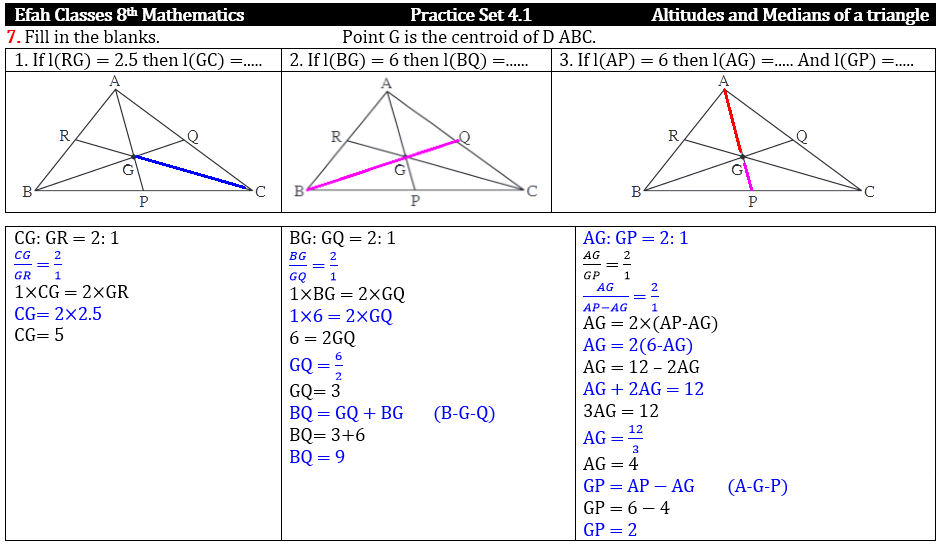 Efah Classes 8th Mathematics Practice Set 4.1 Altitudes and Medians of a triangle
7. Fill in the blanks. Point G is the centroid of D ABC.
1. If l(RG) = 2.5 then l(GC) =.....
A
R
Q
G
B
P
C
2. If l(BG) = 6 then l(BQ) =......
A
R
Q
G
B
P
C
3. If l(AP) = 6 then l(AG) =..... And l(GP) =.....
A
R
Q
G
B
P
C
CG: GR = 2: 1
CG/GR = 2/1
1×CG = 2×GR
CG= 2×2.5
CG= 5
BG: GQ = 2: 1
BG/GQ = 2/1
1×BG = 2×GQ
1×6 = 2×GQ
6 = 2GQ
GQ = 6/2
GQ= 3
BQ = GQ + BG (B-G-Q)
BQ= 3+6
BQ = 9
AG: GP = 2: 1
AG/GP = 2/1
AG/AP−AG = 2/1
AG = 2×(AP-AG)
AG = 2(6-AG)
AG = 12 – 2AG
AG + 2AG = 12
3AG = 12
AG = 12/3
AG = 4
GP = AP − AG (A-G-P)
GP = 6 − 4
GP = 2